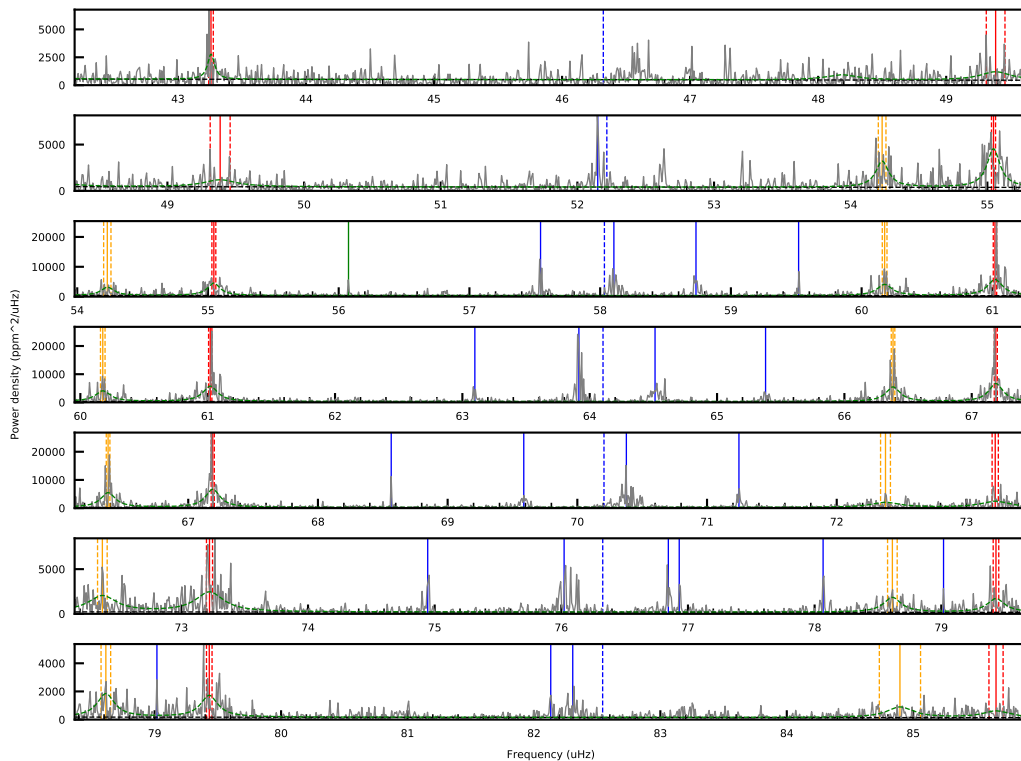 5000
2500
0
43 44 45 46 47 48 49
5000
0
49 50 51 52 53 54 55
20000
10000
0
54 55 56 57 58 59 60 61
20000
10000
0
60 61 62 63 64 65 66 67
Power density (ppm^2/uHz)
20000
10000
0
67 68 69 70 71 72 73
5000
0
73 74 75 76 77 78 79
4000
2000
0
79 80 81 82 83 84 85
Frequency (uHz)